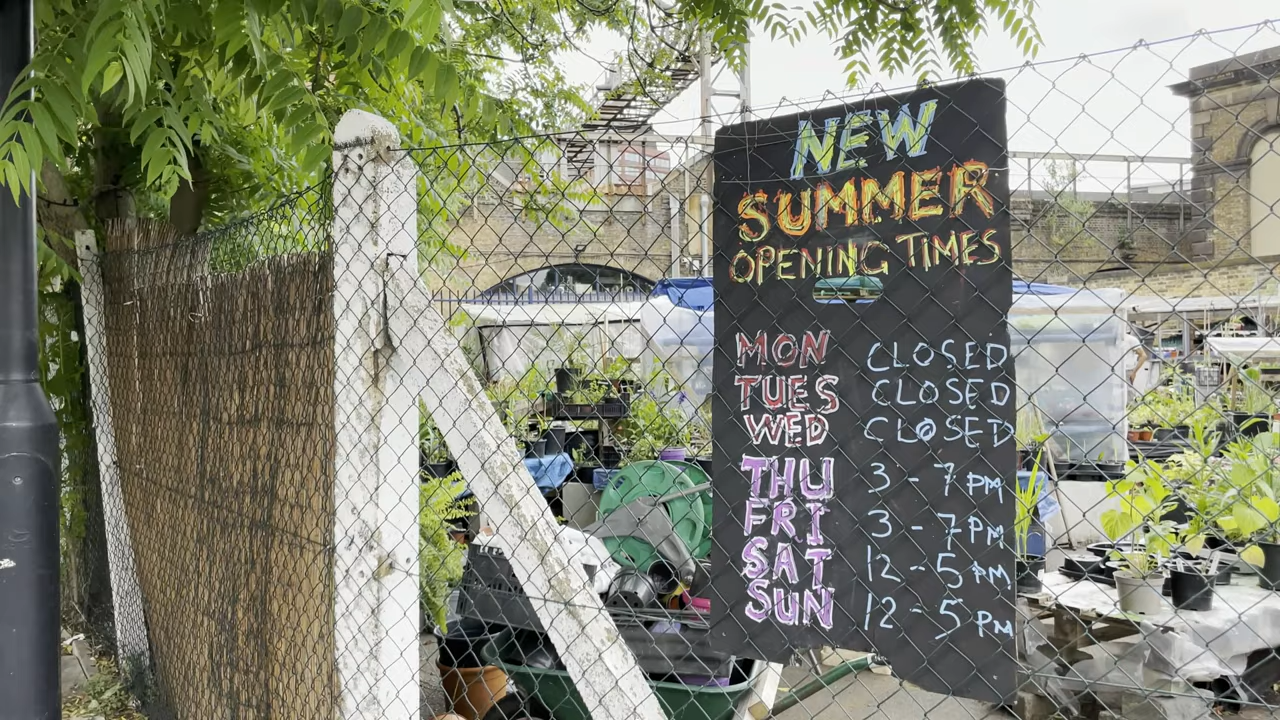 NEW
SUMMER
OPENING TIMES
MON CLOSED
TUES CLOSED
WED CLOSED
THU 3 - 7 PM
FRI 3 - 7 PM
SAT 12 - 5 PM
SUN 12 - 5 PM